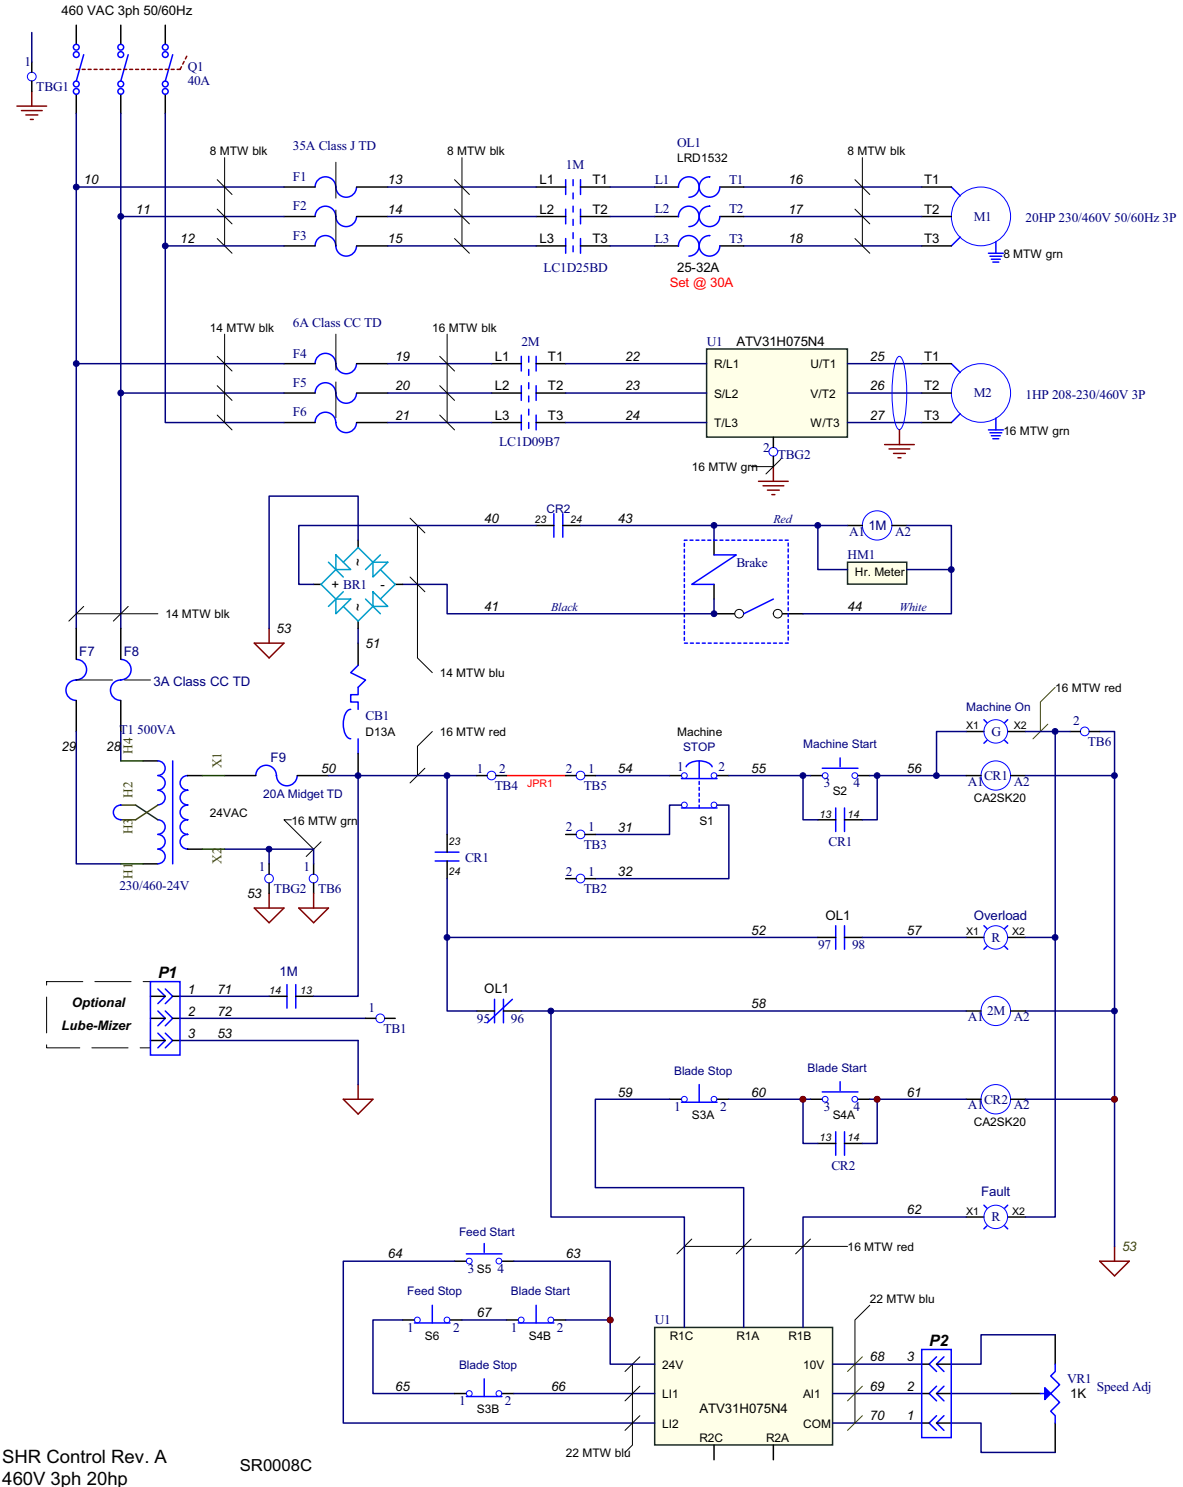 460 VAC 3ph 50/60Hz
1
TBG1
Q1
40A
8 MTW blk
35A Class J TD
8 MTW blk
OL1
LRD1532
8 MTW blk
1M
10 F1 13 L1 T1 L1 T1 16 T1
11 F2 14 L2 T2 L2 T2 17 T2 M1 20HP 230/460V 50/60Hz 3P
12 F3 15 L3 T3 L3 T3 18 T3
LC1D25BD
25-32A
Set @ 30A
8 MTW grn
14 MTW blk
6A Class CC TD
16 MTW blk
2M
U1 ATV31H075N4
F4 19 L1 T1 22 R/L1 U/T1 25 T1
F5 20 L2 T2 23 S/L2 V/T2 26 T2 M2 1HP 208-230/460V 3P
F6 21 L3 T3 24 T/L3 W/T3 27 T3
LC1D09B7
16 MTW grn
2
TBG2
16 MTW grn
CR2
40 23 24 43 Red A1 1M A2
HM1
Hr. Meter
Brake
+ BR1 -
~
~
41 Black 44 White
14 MTW blk
53
51
14 MTW blu
F7 F8
3A Class CC TD
CB1
D13A
16 MTW red
16 MTW red
29 28
T1 500VA
H4
H2
H3
H1
X1
X2
F9
50
20A Midget TD
24VAC
230/460-24V
16 MTW grn
1 1
TBG2 TB6
53
Machine On
X1 G X2
2
TB6
Machine
STOP
Machine Start
1 2
TB4
JPR1
2 1
TB5
54 1 2 55 3 4 56 A1 CR1 A2
S2
CA2SK20
13 14
CR1
S1
2 1 31
TB3
2 1 32
TB2
23
CR1
24
OL1
Overload
52 97 98 57 X1 R X2
OL1
95 96 58 A1 2M A2
P1
Optional
Lube-Mizer
1 71 14 1M 13
2 72 1
TB1
3 53
Blade Stop
Blade Start
59 1 2 60 3 4 61 A1 CR2 A2
S3A
S4A
CA2SK20
13 14
CR2
Fault
62 X1 R X2
53
16 MTW red
Feed Start
64 3 S5 4 63
Feed Stop
Blade Start
1 2 67 1 2
S6
S4B
Blade Stop
65 1 2 66
S3B
22 MTW blu
22 MTW blu
U1
R1C R1A R1B
24V 10V 68 3
LI1 AI1 69 2
LI2 COM 70 1
ATV31H075N4
R2C R2A
P2
VR1
1K
Speed Adj
SHR Control Rev. A
460V 3ph 20hp
SR0008C